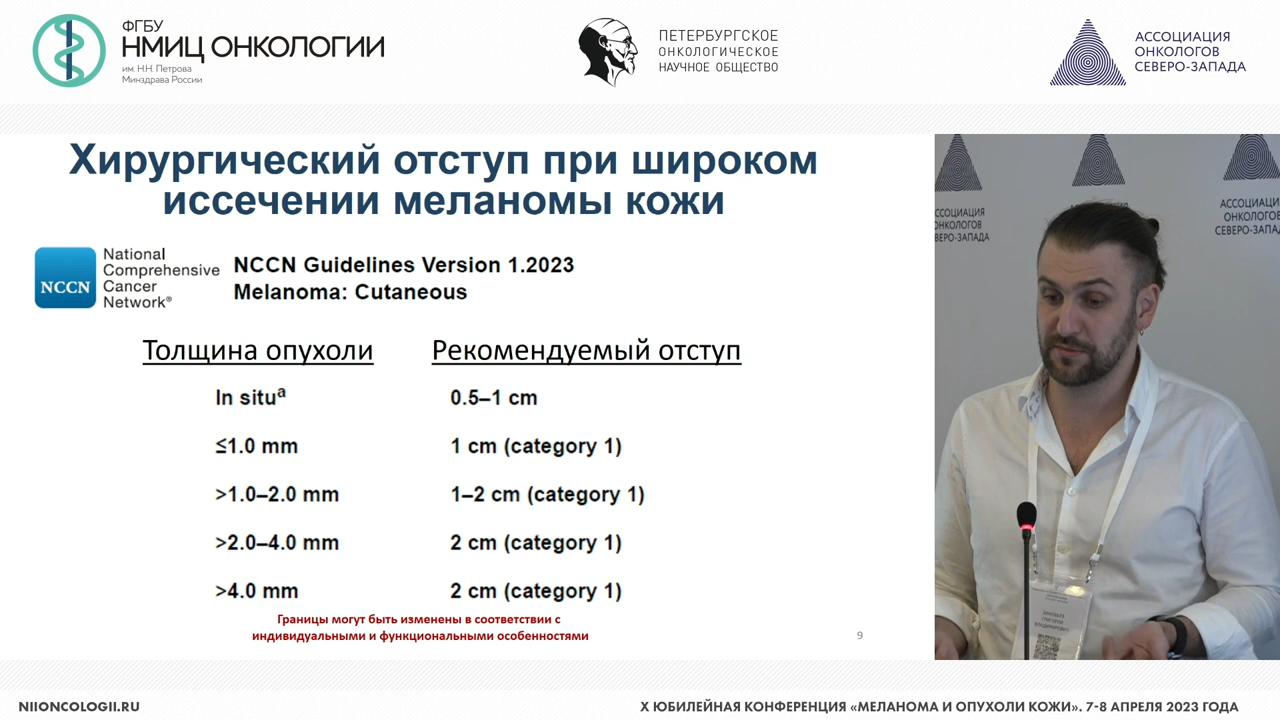 ФГБУ
НМИЦ ОНКОЛОГИИ
им. Н.Н. Петрова
Минздрава России
ПЕТЕРБУРГСКОЕ
ОНКОЛОГИЧЕСКОЕ
НАУЧНОЕ ОБЩЕСТВО
АССОЦИАЦИЯ
ОНКОЛОГОВ
СЕВЕРО-ЗАПАДА
Хирургический отступ при широком
иссечении меланомы кожи
NCCN
National
Comprehensive
Cancer
Network®
NCCN Guidelines Version 1.2023
Melanoma: Cutaneous
Толщина опухоли Рекомендуемый отступ
In situᵃ 0.5–1 cm
≤1.0 mm 1 cm (category 1)
>1.0–2.0 mm 1–2 cm (category 1)
>2.0–4.0 mm 2 cm (category 1)
>4.0 mm 2 cm (category 1)
Границы могут быть изменены в соответствии с
индивидуальными и функциональными особенностями
9
АССОЦИАЦИЯ
ОНКОЛОГОВ
ВЕРО-ЗАПАДА
АССОЦИАЦИ
ОНКОЛОГОВ
СЕВЕРО-ЗАПА
NIIONCOLOGII.RU
X ЮБИЛЕЙНАЯ КОНФЕРЕНЦИЯ «МЕЛАНОМА И ОПУХОЛИ КОЖИ». 7-8 АПРЕЛЯ 2023 ГОДА